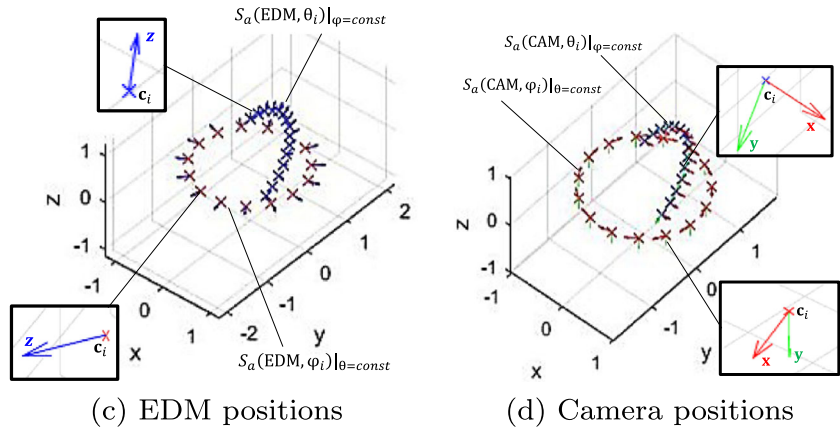 S_a(EDM, θ_i)|_φ=const
z
c_i
z
1
0
-1
-1
0
1
x
-2
-1
0
1
2
y
z
c_i
S_a(EDM, φ_i)|_θ=const
(c) EDM positions
S_a(CAM, θ_i)|_φ=const
S_a(CAM, φ_i)|_θ=const
c_i
x
y
z
1
0
-1
-1
0
1
x
-1
0
1
y
c_i
x
y
(d) Camera positions